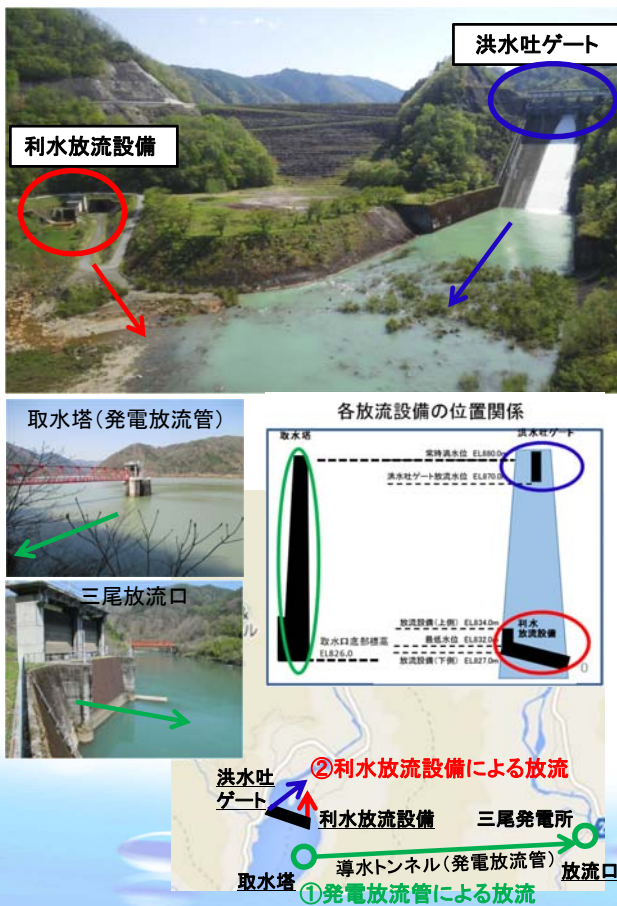 洪水吐ゲート
利水放流設備
取水塔(発電放流管)
三尾放流口
各放流設備の位置関係
取水塔
洪水吐ゲート
常時満水位 EL880.0m
洪水吐ゲート放流水位 EL870.0m
放流設備(上側) EL834.0m
利水
放流設備
最低水位 EL832.0m
取水口底部標高
EL826.0
放流設備(下側) EL827.0m
ル
②利水放流設備による放流
洪水吐
ゲート
利水放流設備
三尾発電所
導水トンネル(発電放流管)
取水塔
放流口
①発電放流管による放流